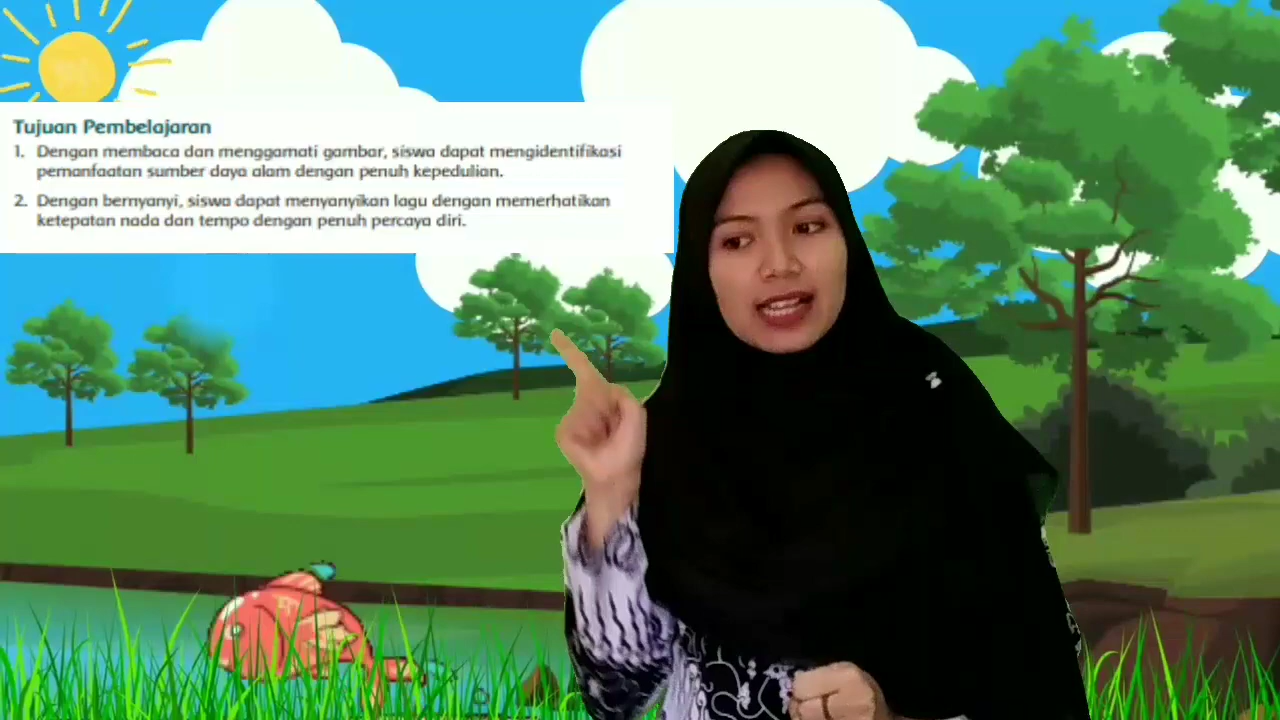 Tujuan Pembelajaran
1. Dengan membaca dan menggamati gambar, siswa dapat mengidentifikasi
pemanfaatan sumber daya alam dengan penuh kepedulian.
2. Dengan bernyanyi, siswa dapat menyanyikan lagu dengan memerhatikan
ketepatan nada dan tempo dengan penuh percaya diri.